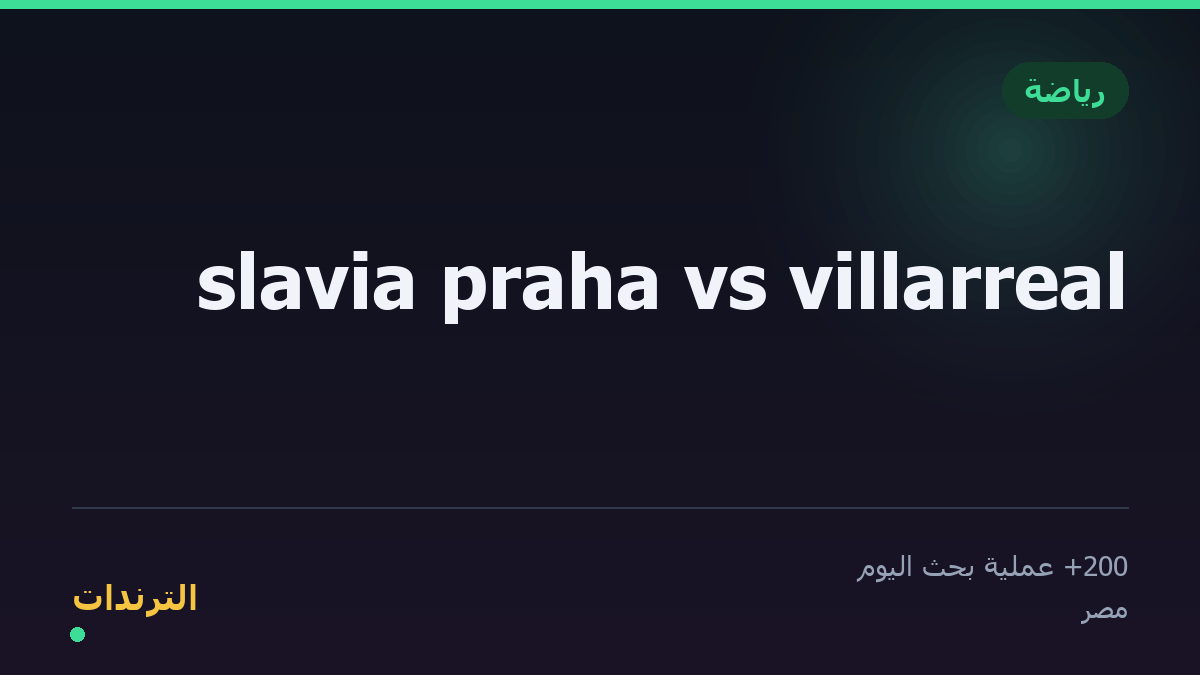 رياضة
slavia praha vs villarreal
200+ عملية بحث اليوم
مصر
الترندات